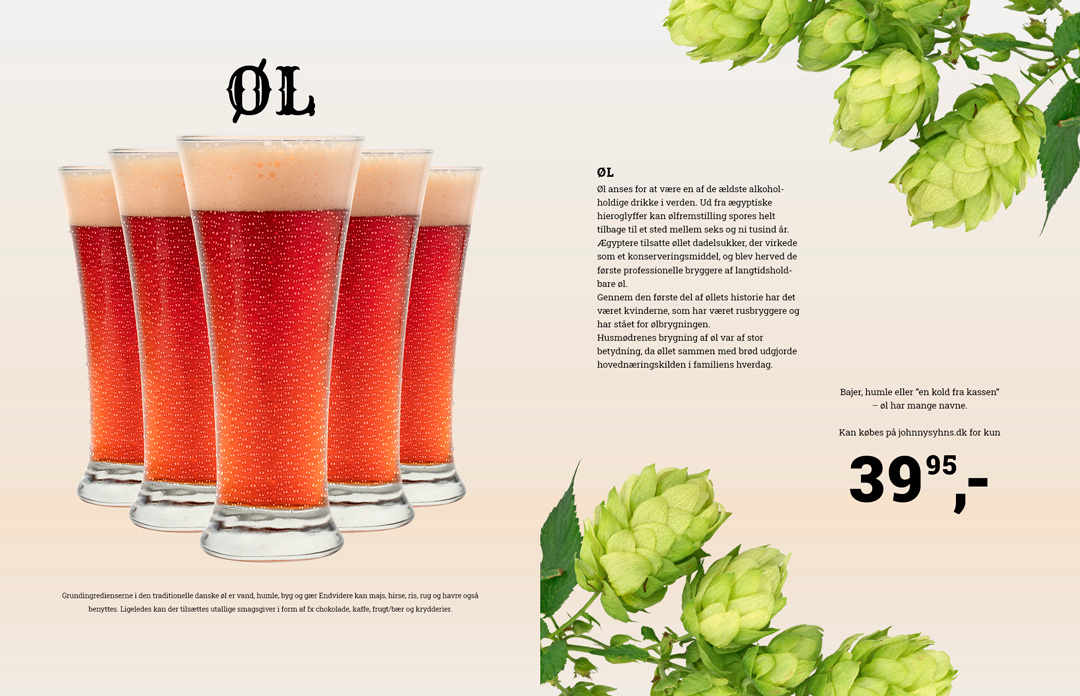 ØL
Grundingredienserne i den traditionelle danske øl er vand, humle, byg og gær Endvidere kan majs, hirse, ris, rug og havre også
benyttes. Ligeledes kan der tilsættes utallige smagsgiver i form af fx chokolade, kaffe, frugt/bær og krydderier.
ØL
Øl anses for at være en af de ældste alkohol-
holdige drikke i verden. Ud fra ægyptiske
hieroglyffer kan ølfremstilling spores helt
tilbage til et sted mellem seks og ni tusind år.
Ægyptere tilsatte øllet dadelsukker, der virkede
som et konserveringsmiddel, og blev herved de
første professionelle bryggere af langtidshold-
bare øl.
Gennem den første del af øllets historie har det
været kvinderne, som har været rusbryggere og
har stået for ølbrygningen.
Husmødrenes brygning af øl var af stor
betydning, da øllet sammen med brød udgjorde
hovednæringskilden i familiens hverdag.
Bajer, humle eller "en kold fra kassen"
– øl har mange navne.
Kan købes på johnnysyhns.dk for kun
39 95,-